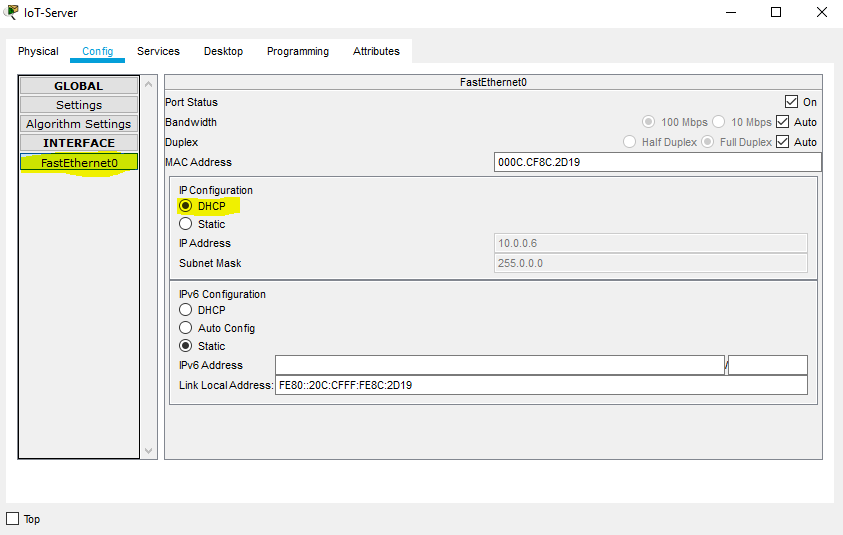 IoT-Server
Physical Config Services Desktop Programming Attributes
GLOBAL
Settings
Algorithm Settings
INTERFACE
FastEthernet0
FastEthernet0
Port Status On
Bandwidth 100 Mbps 10 Mbps Auto
Duplex Half Duplex Full Duplex Auto
MAC Address 000C.CF8C.2D19
IP Configuration
DHCP
Static
IP Address 10.0.0.6
Subnet Mask 255.0.0.0
IPv6 Configuration
DHCP
Auto Config
Static
IPv6 Address /
Link Local Address: FE80::20C:CFFF:FE8C:2D19
Top